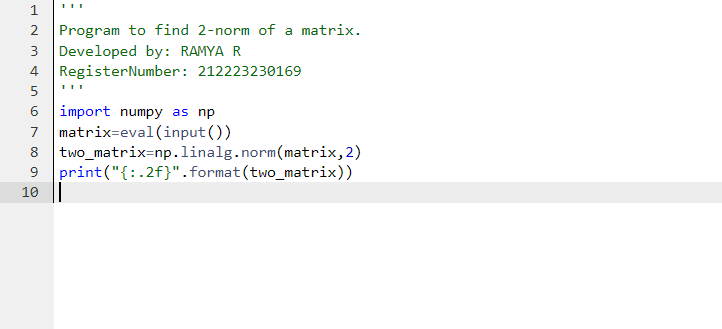 1 '''
2 Program to find 2-norm of a matrix.
3 Developed by: RAMYA R
4 RegisterNumber: 212223230169
5 '''
6 import numpy as np
7 matrix=eval(input())
8 two_matrix=np.linalg.norm(matrix,2)
9 print("{:.2f}".format(two_matrix))
10